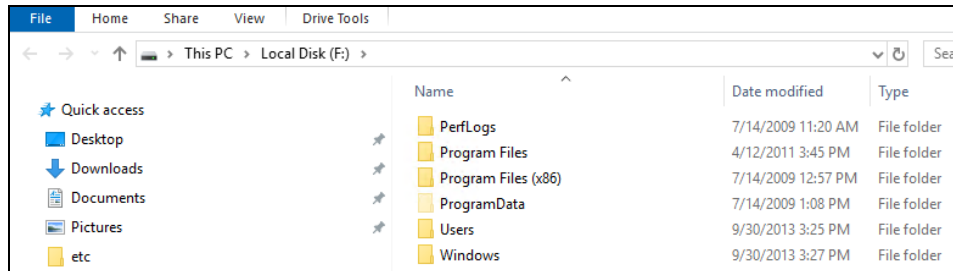 File Home Share View Drive Tools
This PC > Local Disk (F:) >
Name Date modified Type
Quick access
Desktop
Downloads
Documents
Pictures
etc
PerfLogs 7/14/2009 11:20 AM File folder
Program Files 4/12/2011 3:45 PM File folder
Program Files (x86) 7/14/2009 12:57 PM File folder
ProgramData 7/14/2009 1:08 PM File folder
Users 9/30/2013 3:25 PM File folder
Windows 9/30/2013 3:27 PM File folder